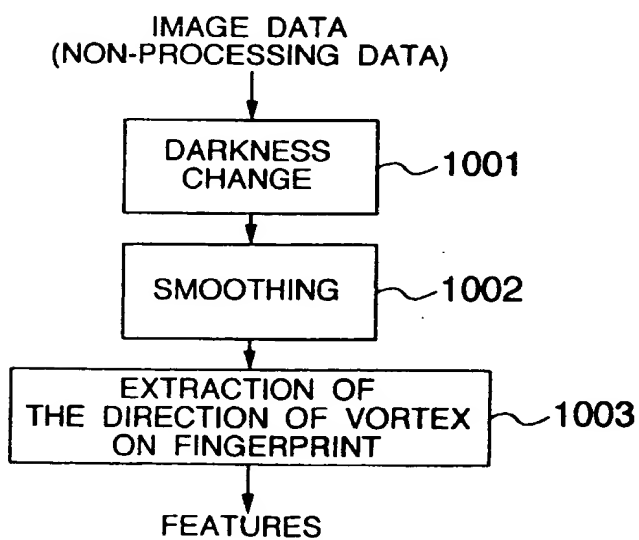 IMAGE DATA
(NON-PROCESSING DATA)
DARKNESS
CHANGE
1001
SMOOTHING
1002
EXTRACTION OF
THE DIRECTION OF VORTEX
ON FINGERPRINT
1003
FEATURES